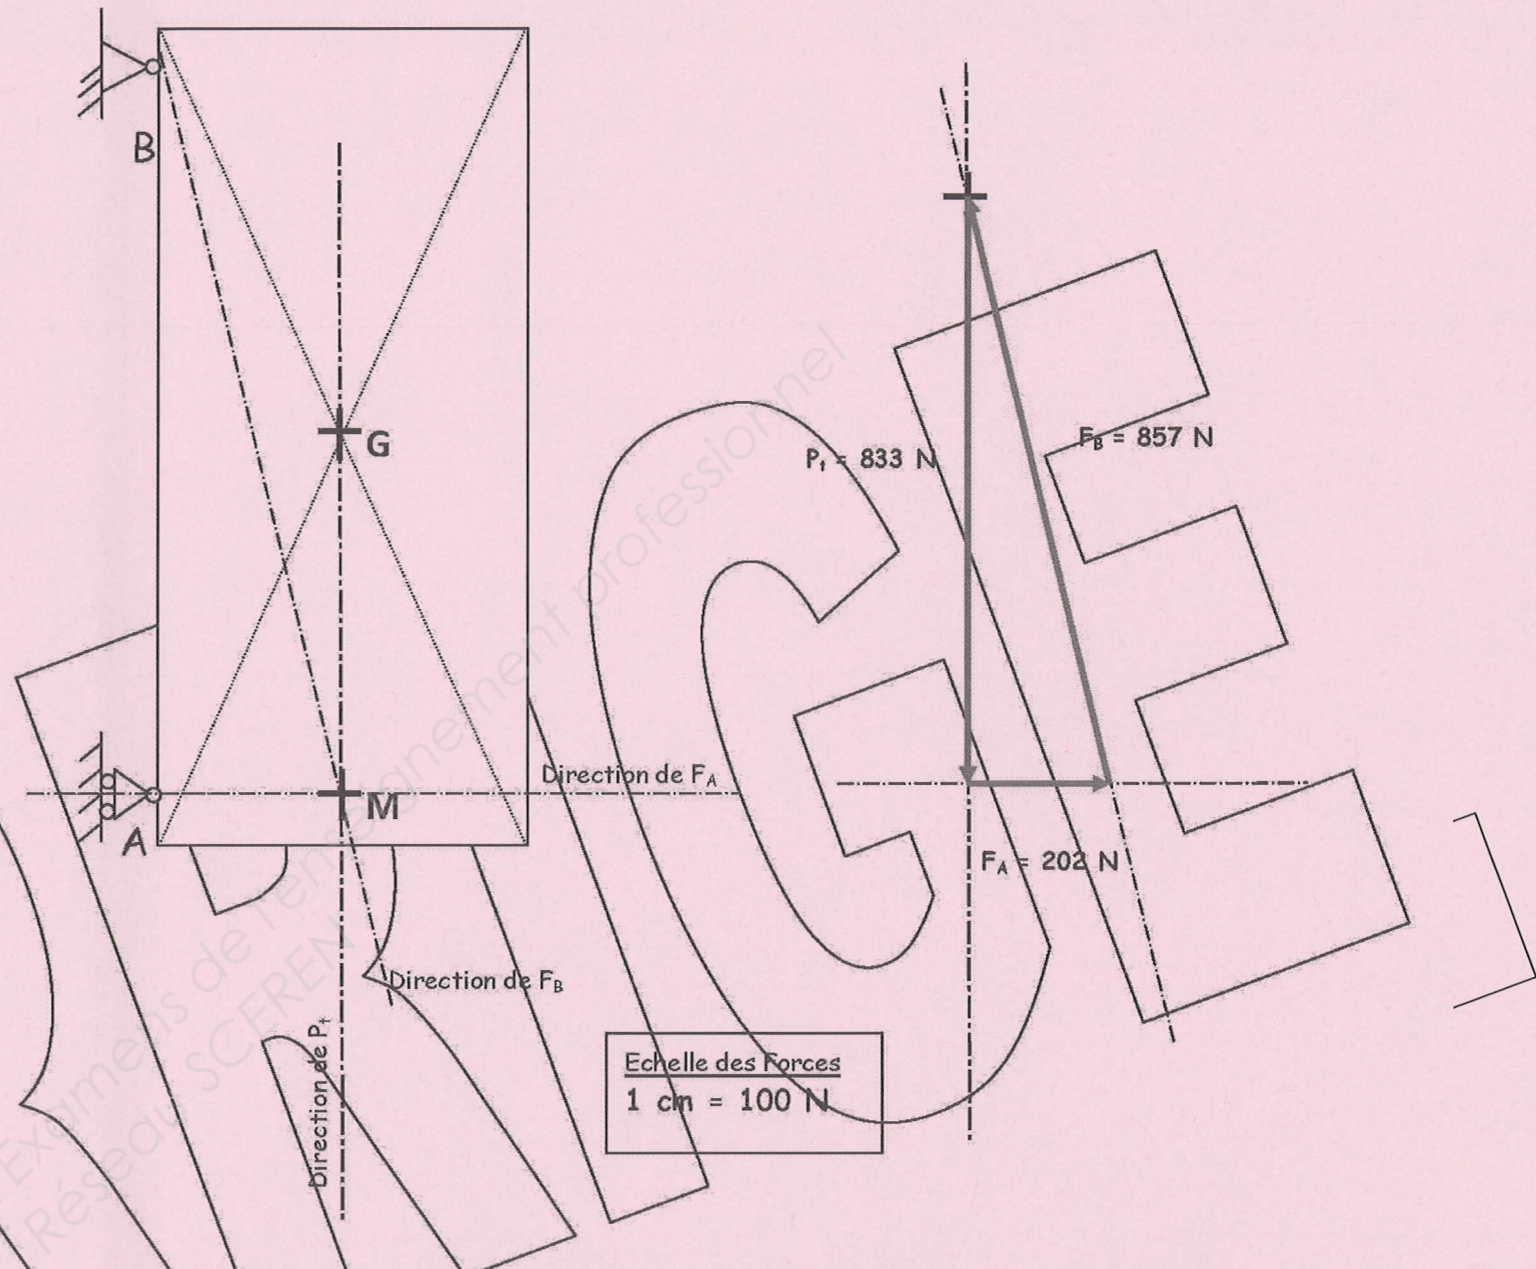 B
G
Pt = 833 N
FB = 857 N
Direction de FA
M
A
FA = 202 N
Direction de FB
Direction de Pt
Echelle des Forces
1 cm = 100 N
Examens de l'enseignement professionnel
Réseau SCEREN